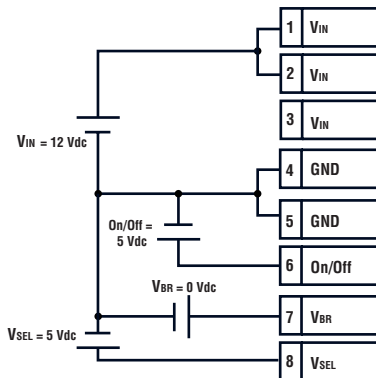 1 VIN
2 VIN
3 VIN
VIN = 12 Vdc
4 GND
5 GND
On/Off =
5 Vdc
6 On/Off
VBR = 0 Vdc
7 VBR
VSEL = 5 Vdc
8 VSEL